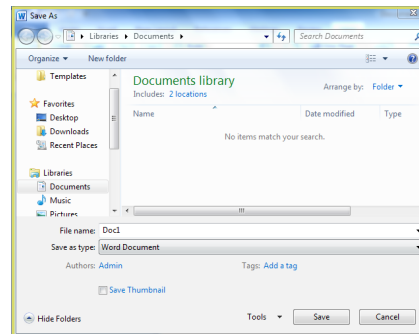 Save As
Libraries Documents Search Documents
Organize New folder
Templates
Favorites
Desktop
Downloads
Recent Places
Libraries
Documents
Music
Pictures
Documents library
Includes: 2 locations
Arrange by: Folder
Name Date modified Type
No items match your search.
File name: Doc1
Save as type: Word Document
Authors: Admin Tags: Add a tag
Save Thumbnail
Hide Folders Tools Save Cancel